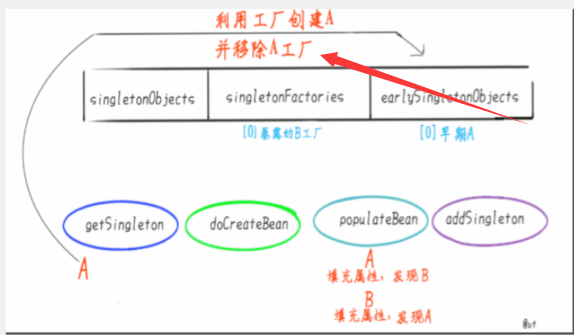 利用工厂创建A
并移除A工厂
singletonObjects singletonFactories earlySingletonObjects
[0]暴露的B工厂 [0]早期A
getSingleton doCreateBean populateBean addSingleton
A A
填充属性，发现B
B
填充属性，发现A